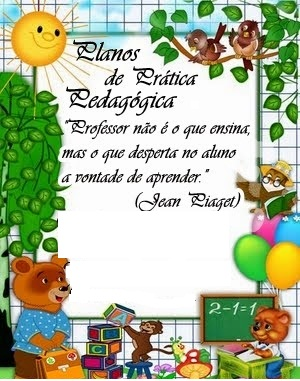 Planos
de Prática
Pedagógica
"Professor não é o que ensina,
mas o que desperta no aluno
a vontade de aprender."
(Jean Piaget)
2-1=1